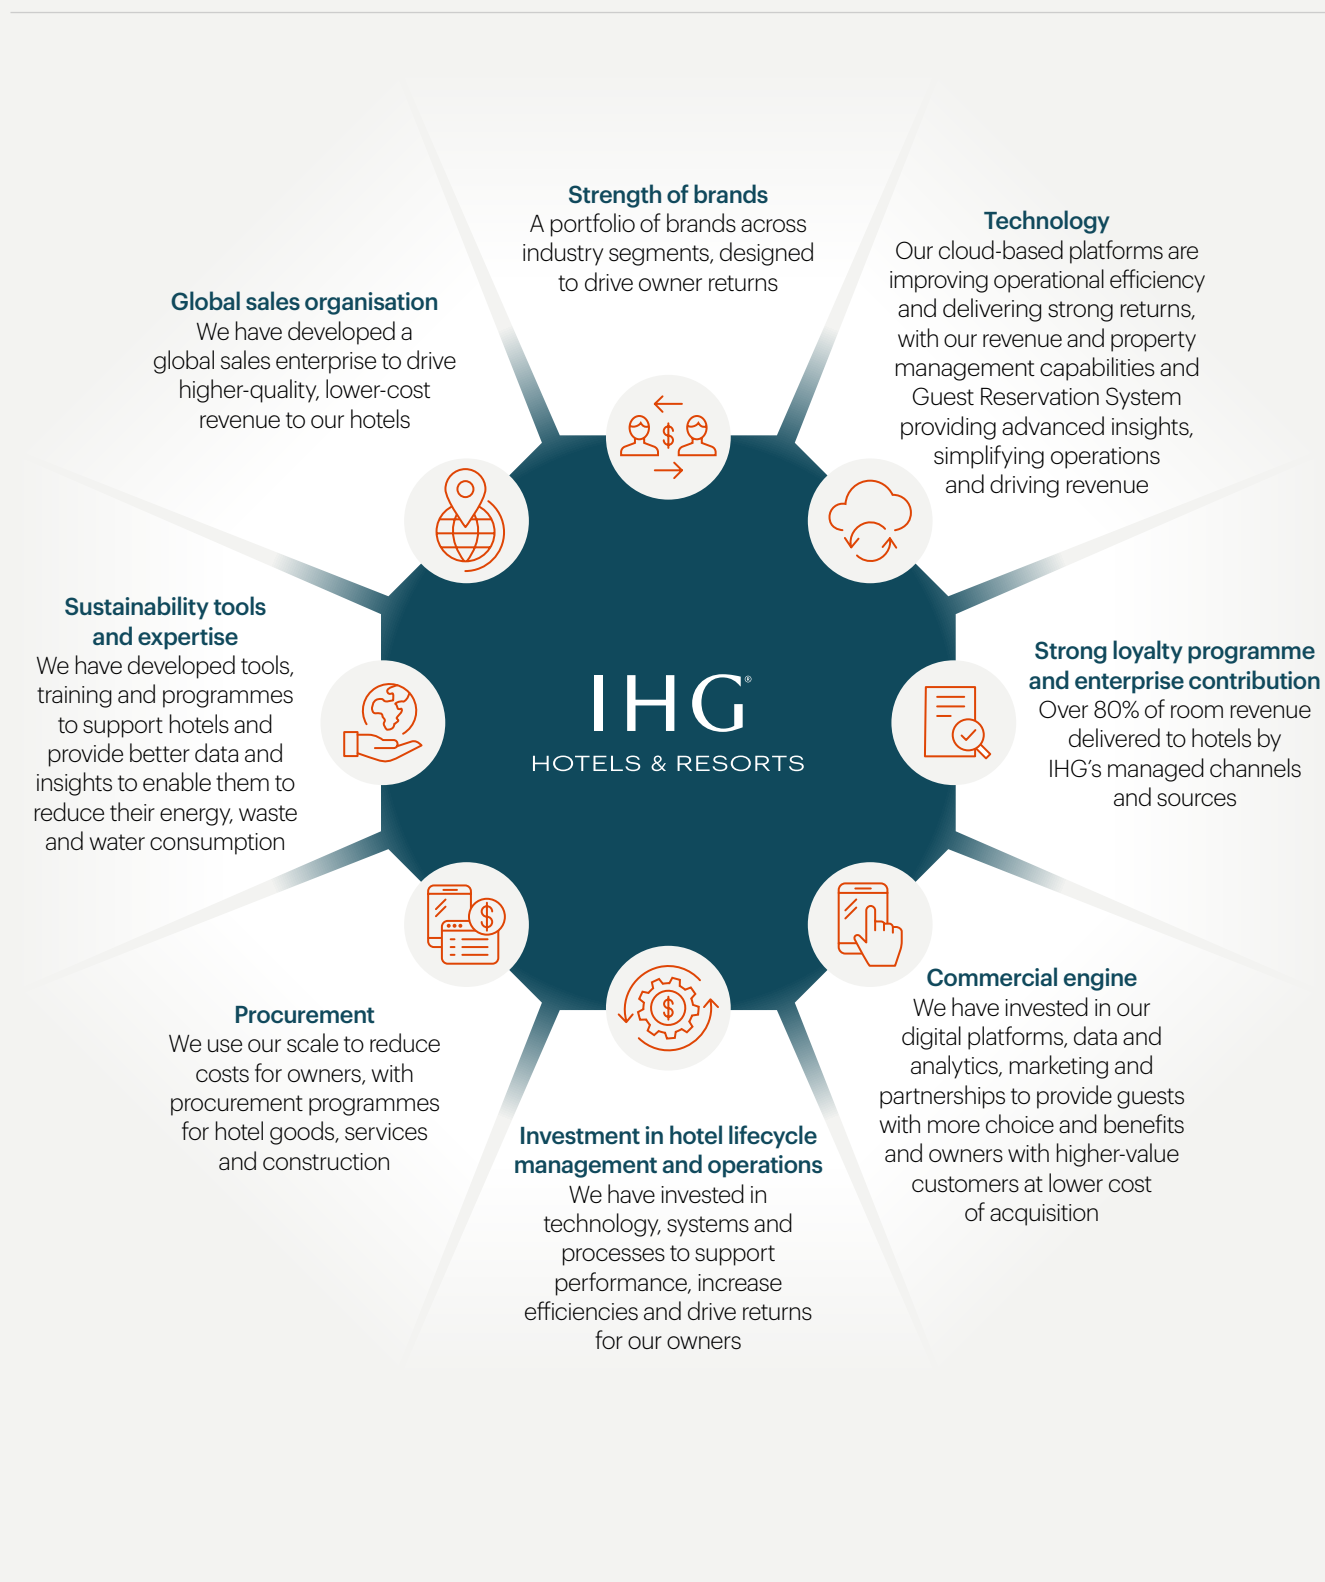 Strength of brands
A portfolio of brands across
industry segments, designed
to drive owner returns
Technology
Our cloud-based platforms are
improving operational efficiency
and delivering strong returns,
with our revenue and property
management capabilities and
Guest Reservation System
providing advanced insights,
simplifying operations
and driving revenue
Strong loyalty programme
and enterprise contribution
Over 80% of room revenue
delivered to hotels by
IHG’s managed channels
and sources
Commercial engine
We have invested in our
digital platforms, data and
analytics, marketing and
partnerships to provide guests
with more choice and benefits
and owners with higher-value
customers at lower cost
of acquisition
Investment in hotel lifecycle
management and operations
We have invested in
technology, systems and
processes to support
performance, increase
efficiencies and drive returns
for our owners
Procurement
We use our scale to reduce
costs for owners, with
procurement programmes
for hotel goods, services
and construction
Sustainability tools
and expertise
We have developed tools,
training and programmes
to support hotels and
provide better data and
insights to enable them to
reduce their energy, waste
and water consumption
Global sales organisation
We have developed a
global sales enterprise to drive
higher-quality, lower-cost
revenue to our hotels
IHG®
HOTELS & RESORTS
$
$
$